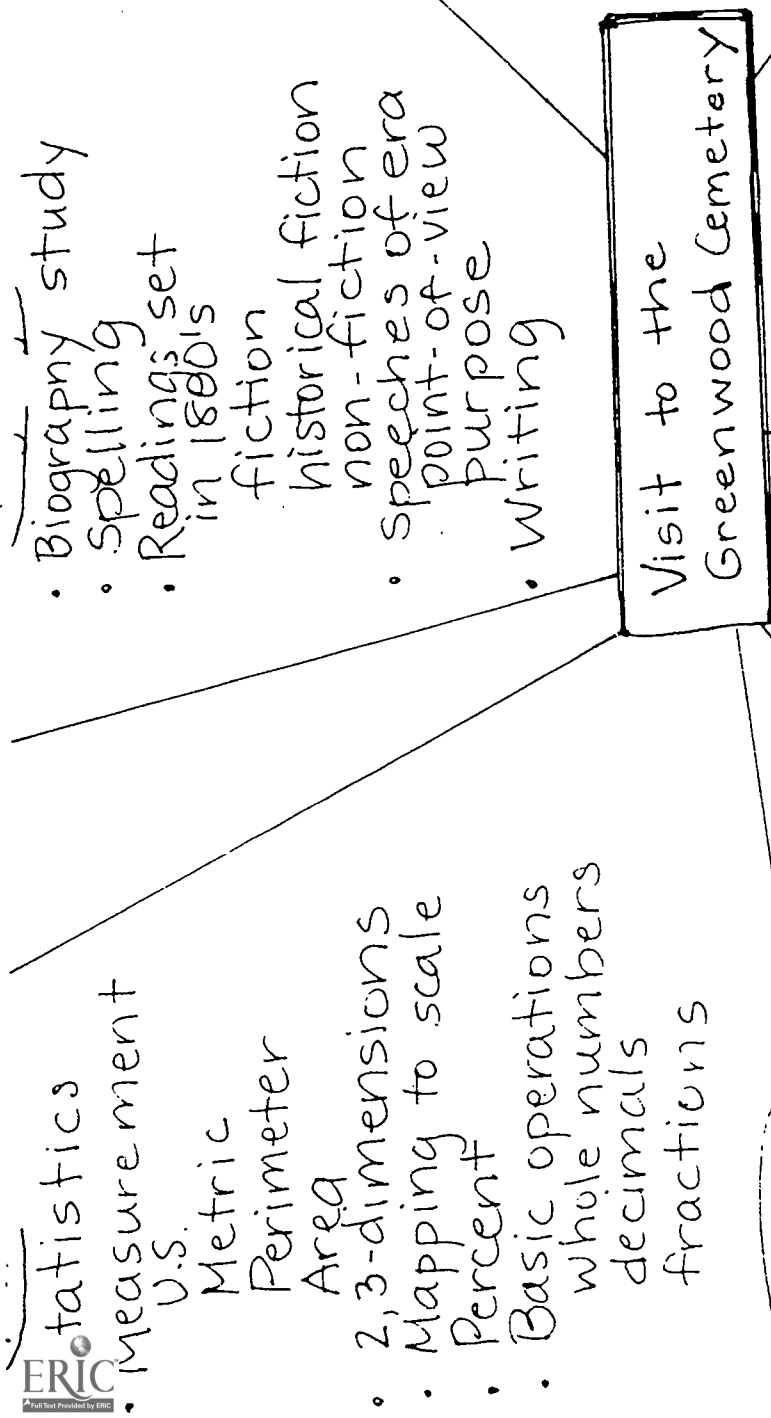 tatistics
• Measurement
U.S.
Metric
Perimeter
Area
• 2,3-dimensions
• Mapping to scale
• Percent
• Basic operations
whole numbers
decimals
fractions
• Biography study
• Spelling
• Readings set
in 1800's
fiction
historical fiction
non-fiction
• speeches of era
point-of-view
purpose
• Writing
Visit to the
Greenwood Cemetery
ERIC
Full Text Provided by ERIC